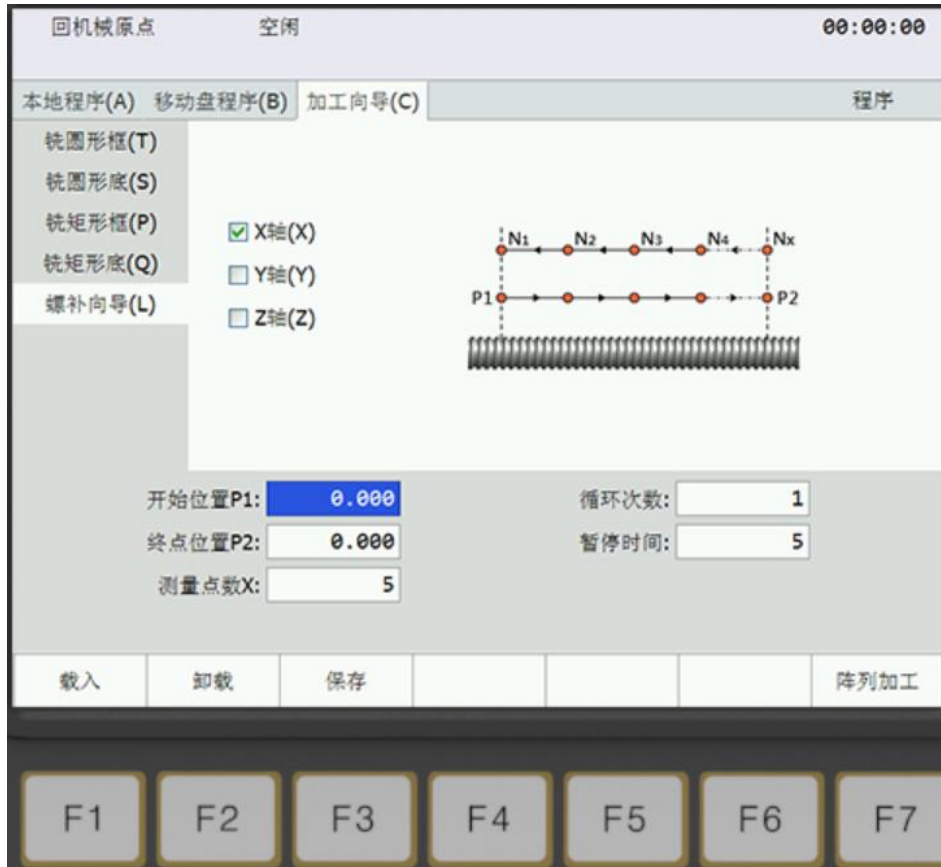 回机械原点 空闲 00:00:00
本地程序(A) 移动盘程序(B) 加工向导(C) 程序
铣圆形框(T)
铣圆形底(S)
铣矩形框(P)
铣矩形底(Q)
螺补向导(L)
X轴(X)
Y轴(Y)
Z轴(Z)
N1 N2 N3 N4 Nx
P1 P2
开始位置P1: 0.000 循环次数: 1
终点位置P2: 0.000 暂停时间: 5
测量点数X: 5
载入 卸载 保存 阵列加工
F1 F2 F3 F4 F5 F6 F7